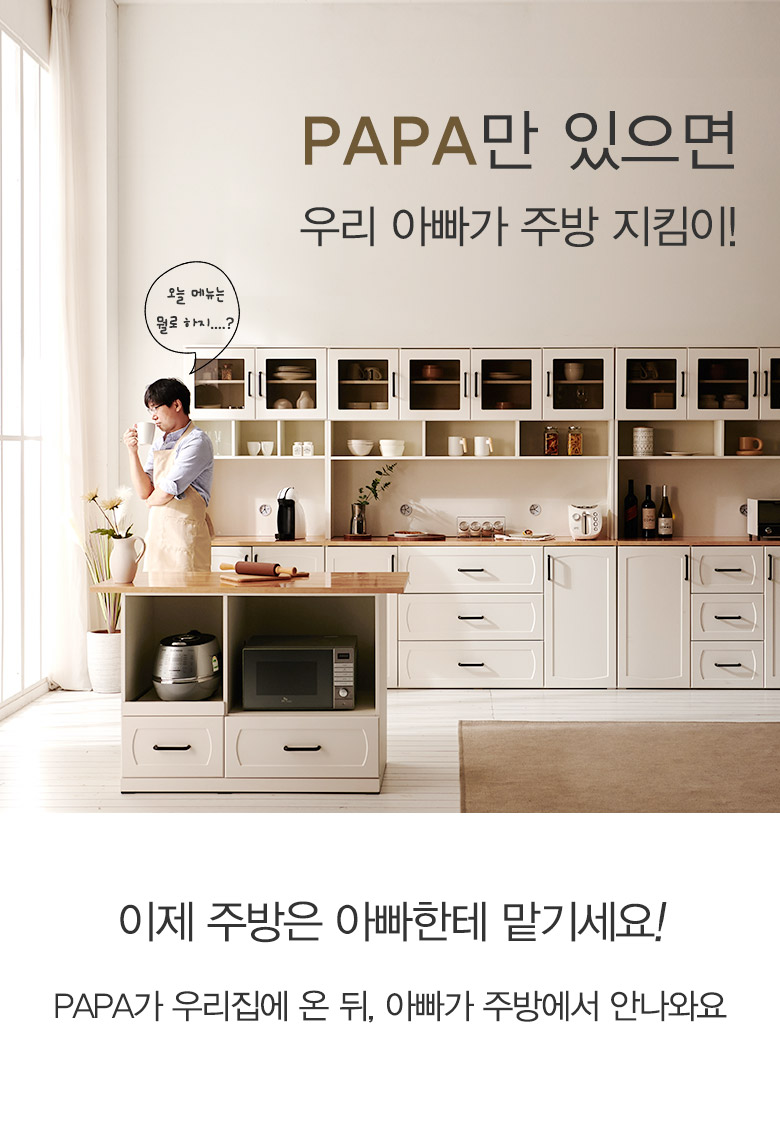 PAPA만 있으면
우리 아빠가 주방 지킴이!
오늘 메뉴는
뭘로 하지....?
이제 주방은 아빠한테 맡기세요!
PAPA가 우리집에 온 뒤, 아빠가 주방에서 안나와요